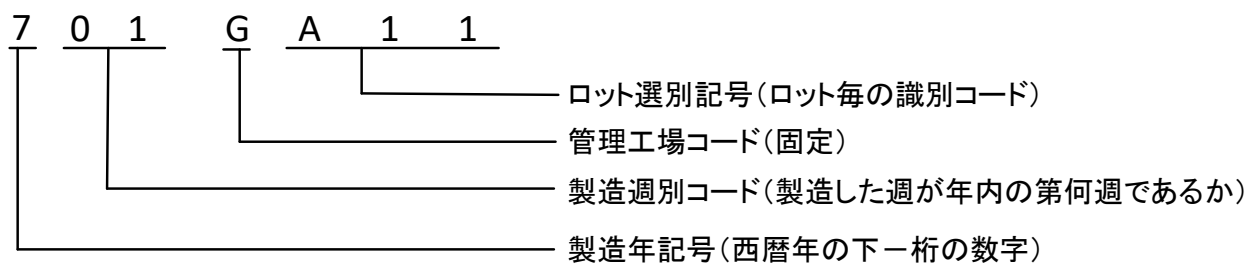 7 0 1 G A 1 1
ロット選別記号(ロット毎の識別コード)
管理工場コード(固定)
製造週別コード(製造した週が年内の第何週であるか)
製造年記号(西暦年の下一桁の数字)